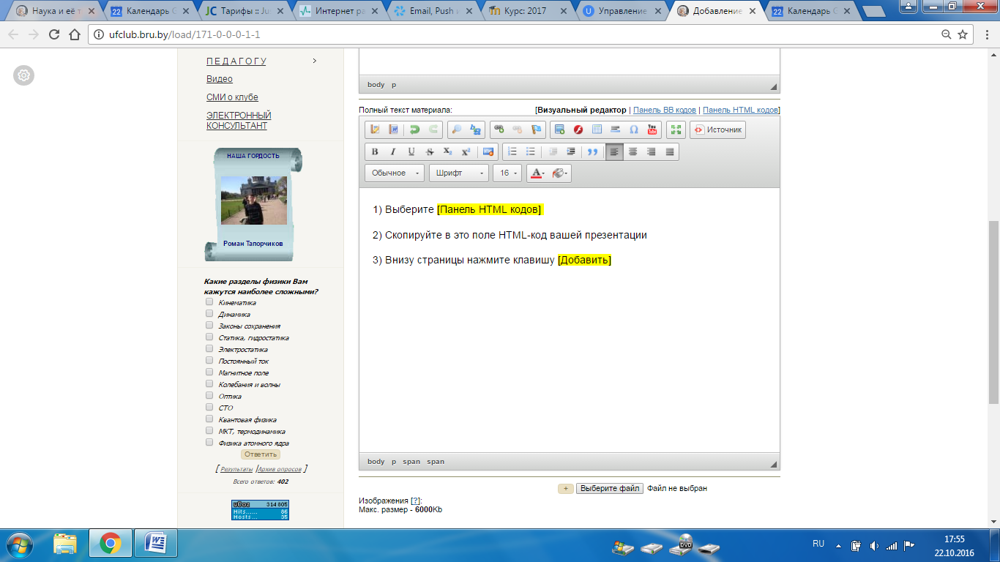 Наука и её т
Календарь G
Тарифы :: Ju
Интернет ра
Email, Push и
Курс: 2017
Управление
Добавление
Календарь G
ufclub.bru.by/load/171-0-0-0-1-1
П Е Д А Г О Г У
Видео
СМИ о клубе
ЭЛЕКТРОННЫЙ
КОНСУЛЬТАНТ
НАША ГОРДОСТЬ
Роман Тапорчиков
Какие разделы физики Вам
кажутся наиболее сложными?
Кинематика
Динамика
Законы сохранения
Статика, гидростатика
Электростатика
Постоянный ток
Магнитное поле
Колебания и волны
Оптика
СТО
Квантовая физика
МКТ, термодинамика
Физика атомного ядра
Ответить
[ Результаты |Архив опросов ]
Всего ответов: 402
uCoz 314 805
Hits...... 86
Hosts... 35
body p
Полный текст материала: [Визуальный редактор | Панель BB кодов | Панель HTML кодов]
Источник
Обычное Шрифт 16
1) Выберите [Панель HTML кодов]
2) Скопируйте в это поле HTML-код вашей презентации
3) Внизу страницы нажмите клавишу [Добавить]
body p span span
+ Выберите файл Файл не выбран
Изображения [?]:
Макс. размер - 6000Kb
RU
17:55
22.10.2016